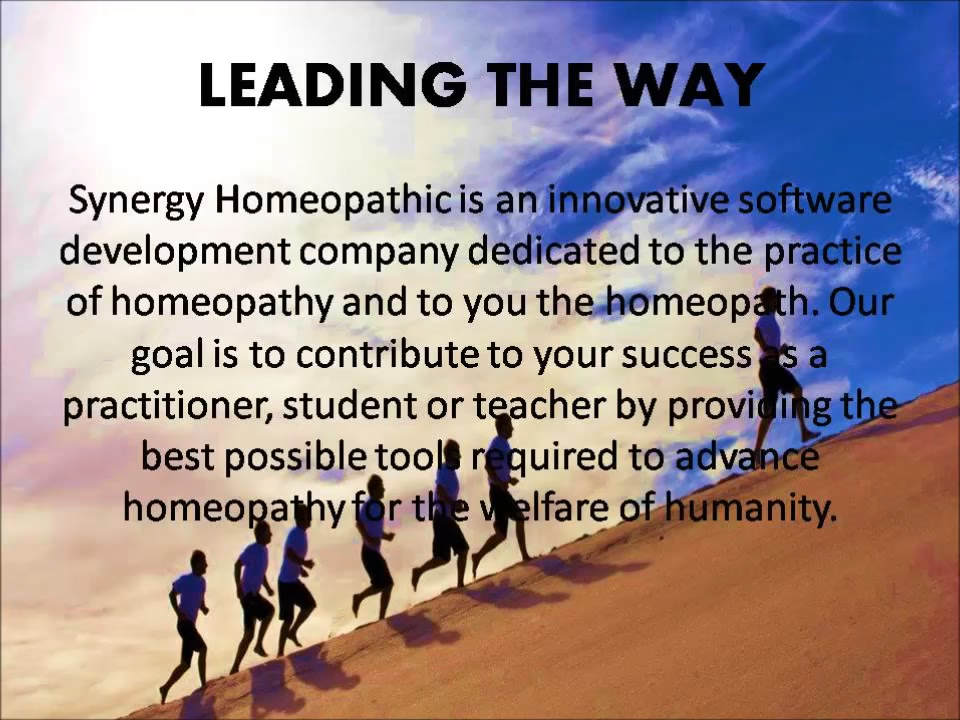 LEADING THE WAY
Synergy Homeopathic is an innovative software
development company dedicated to the practice
of homeopathy and to you the homeopath. Our
goal is to contribute to your success as a
practitioner, student or teacher by providing the
best possible tools required to advance
homeopathy for the welfare of humanity.